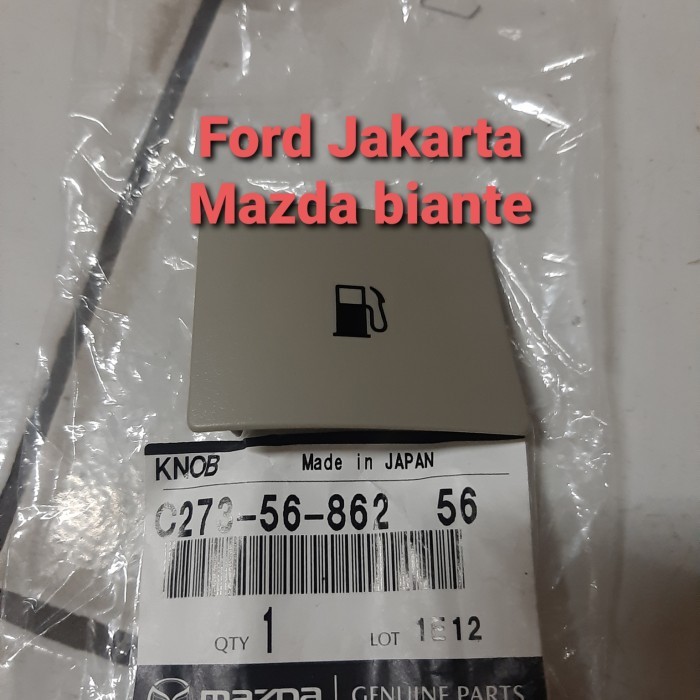 Ford Jakarta
Mazda biante
KNOB Made in JAPAN
C273-56-862 56
QTY 1 LOT 1E12
mazda GENUINE PARTS